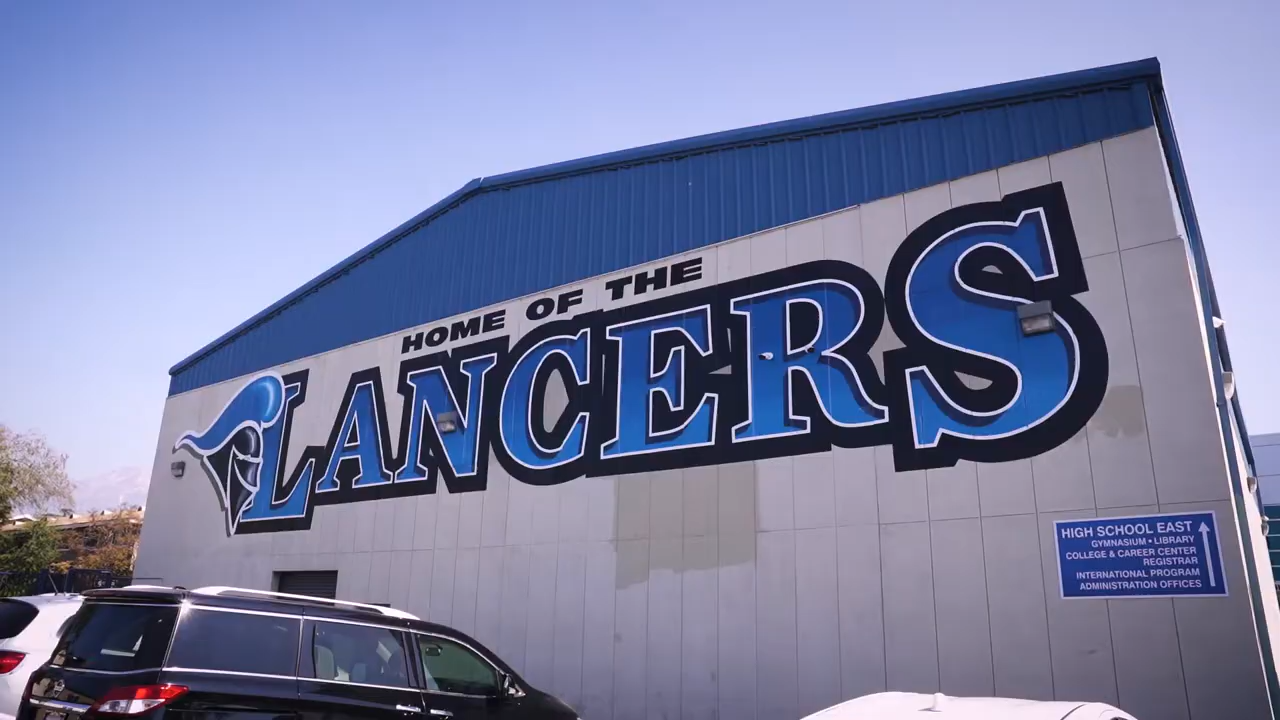 HOME OF THE
LANCERS
HIGH SCHOOL EAST
GYMNASIUM • LIBRARY
COLLEGE & CAREER CENTER
REGISTRAR
INTERNATIONAL PROGRAM
ADMINISTRATION OFFICES